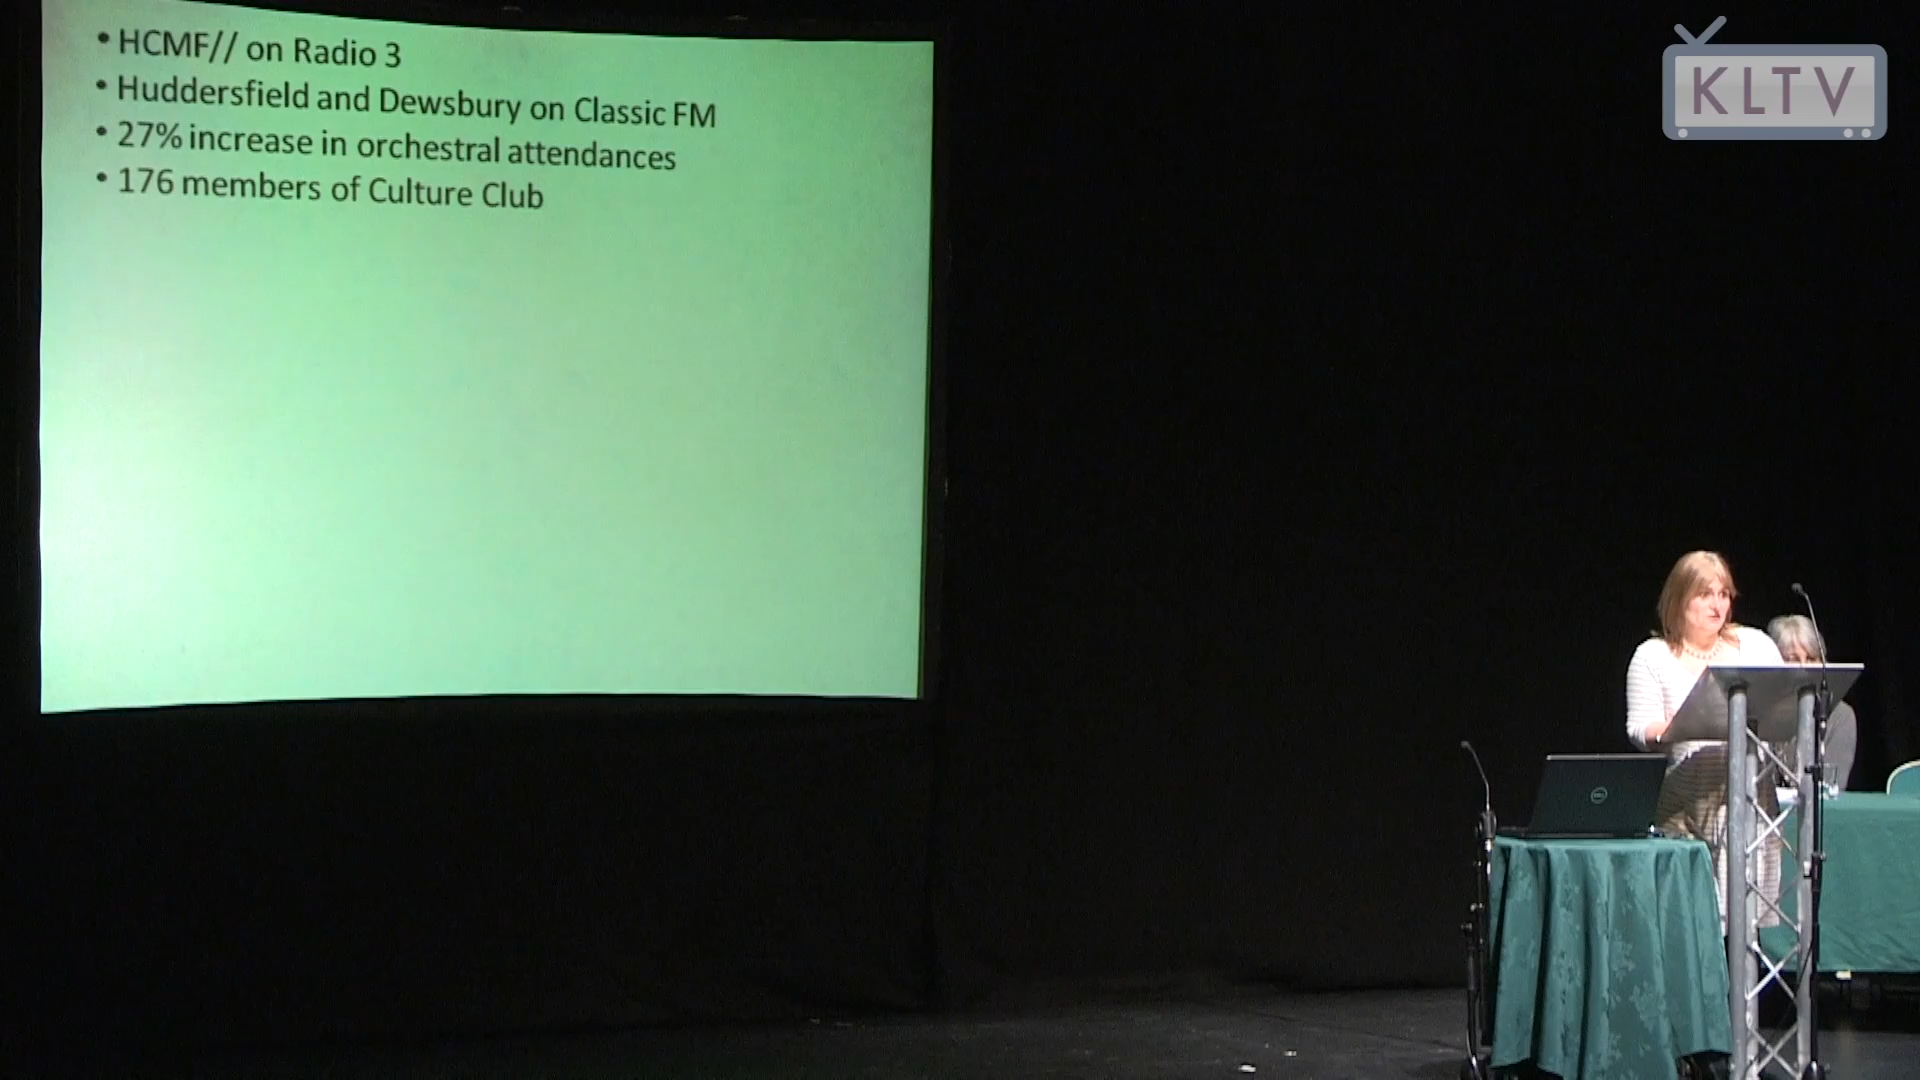 • HCMF// on Radio 3
• Huddersfield and Dewsbury on Classic FM
• 27% increase in orchestral attendances
• 176 members of Culture Club
KLTV
DELL